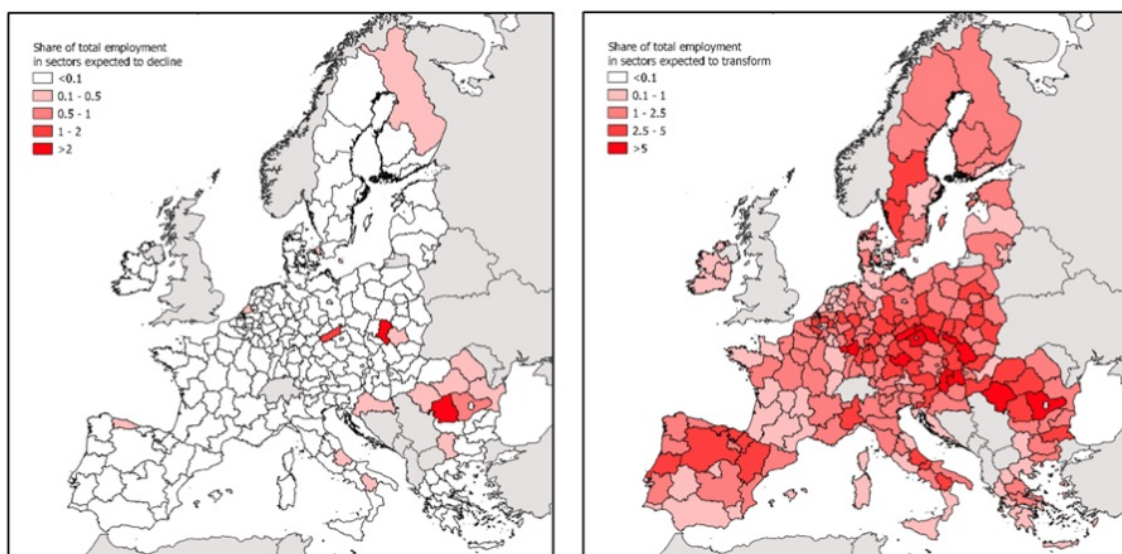 Share of total employment
in sectors expected to decline
<0.1
0.1 - 0.5
0.5 - 1
1 - 2
>2
Share of total employment
in sectors expected to transform
<0.1
0.1 - 1
1 - 2.5
2.5 - 5
>5